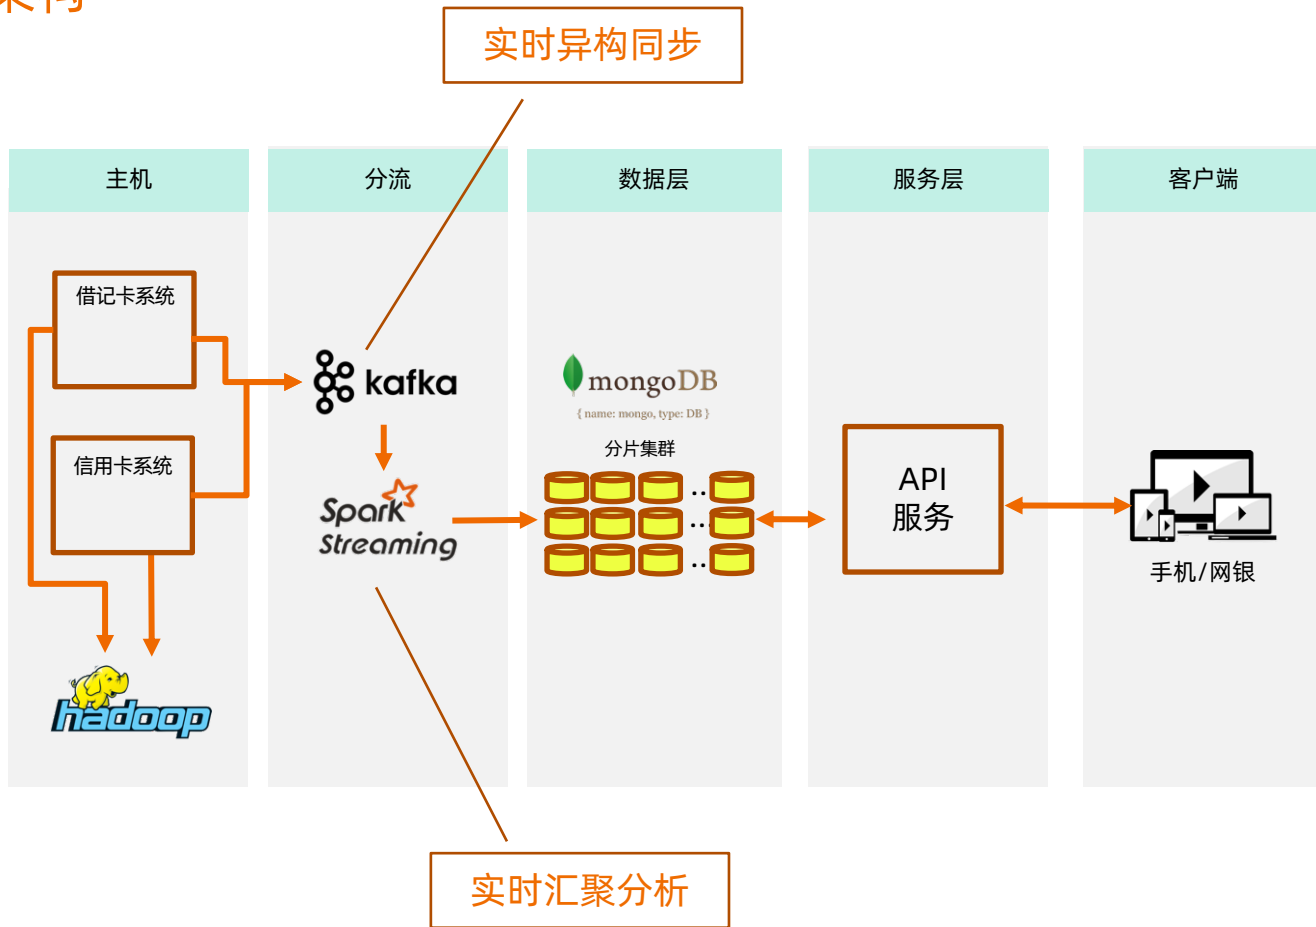 架构
实时异构同步
主机
分流
数据层
服务层
客户端
借记卡系统
信用卡系统
kafka
Spark
Streaming
mongoDB
{ name: mongo, type: DB }
分片集群
..
...
..
API
服务
手机/网银
hadoop
实时汇聚分析